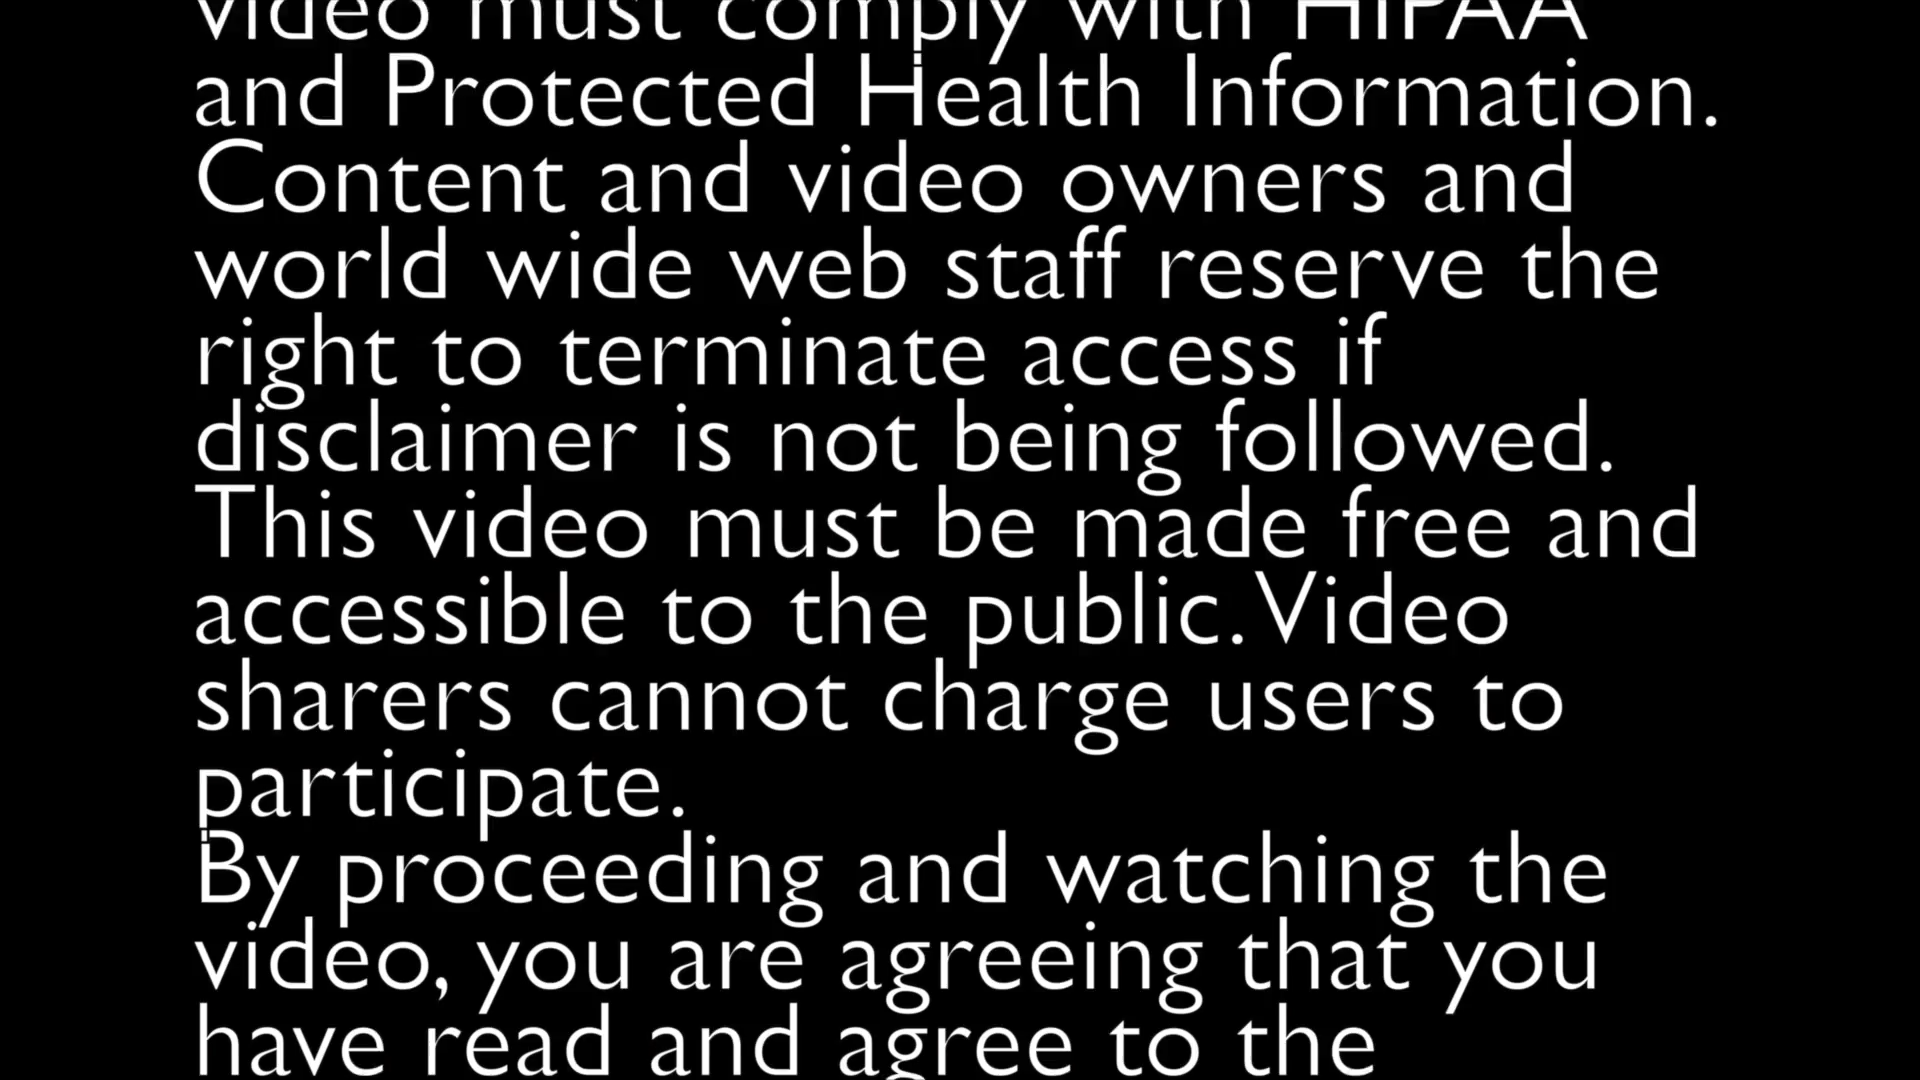 video must comply with HIPAA
and Protected Health Information.
Content and video owners and
world wide web staff reserve the
right to terminate access if
disclaimer is not being followed.
This video must be made free and
accessible to the public. Video
sharers cannot charge users to
participate.
By proceeding and watching the
video, you are agreeing that you
have read and agree to the